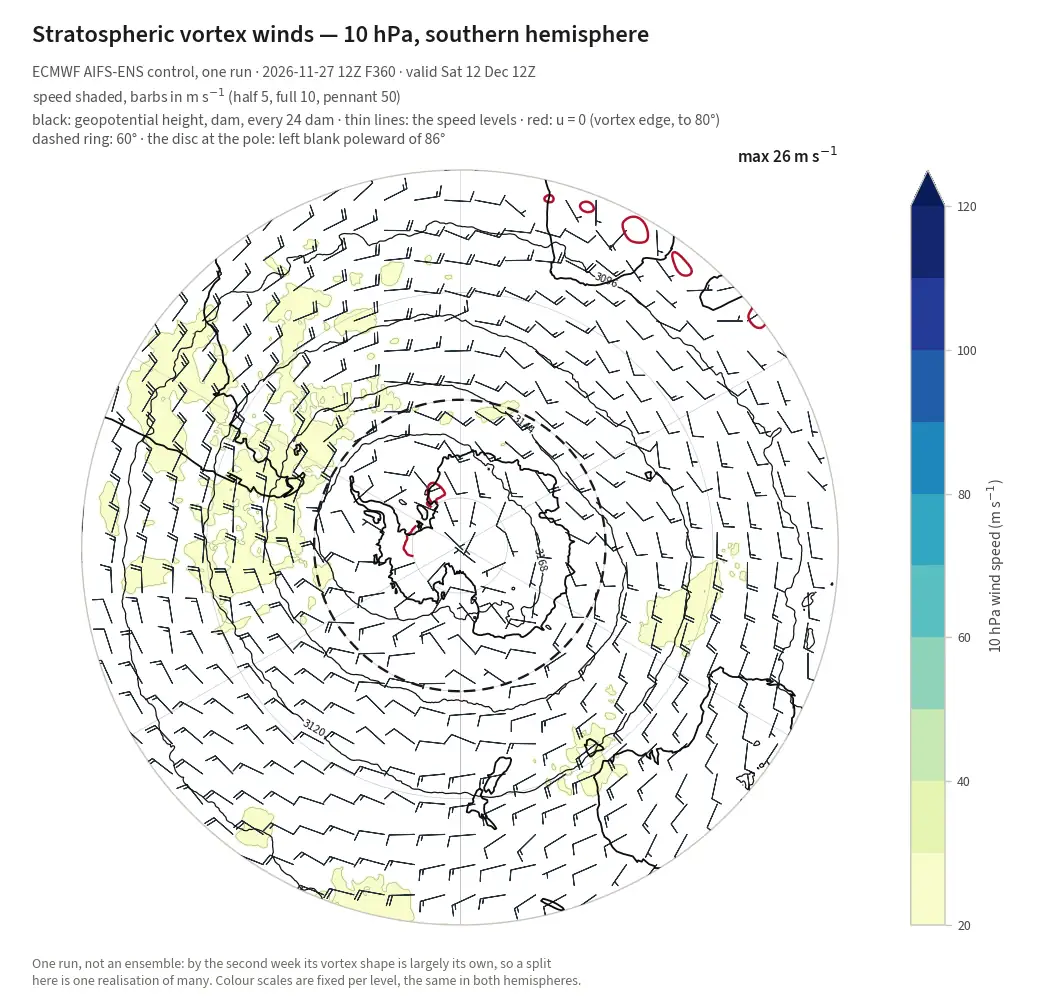 Stratospheric vortex winds — 10 hPa, southern hemisphere
ECMWF AIFS-ENS control, one run · 2026-11-27 12Z F360 · valid Sat 12 Dec 12Z
speed shaded, barbs in m s⁻¹ (half 5, full 10, pennant 50)
black: geopotential height, dam, every 24 dam · thin lines: the speed levels · red: u = 0 (vortex edge, to 80°)
dashed ring: 60° · the disc at the pole: left blank poleward of 86°
max 26 m s⁻¹
120
100
80
60
40
20
10 hPa wind speed (m s⁻¹)
3096
3168
3120
One run, not an ensemble: by the second week its vortex shape is largely its own, so a split
here is one realisation of many. Colour scales are fixed per level, the same in both hemispheres.